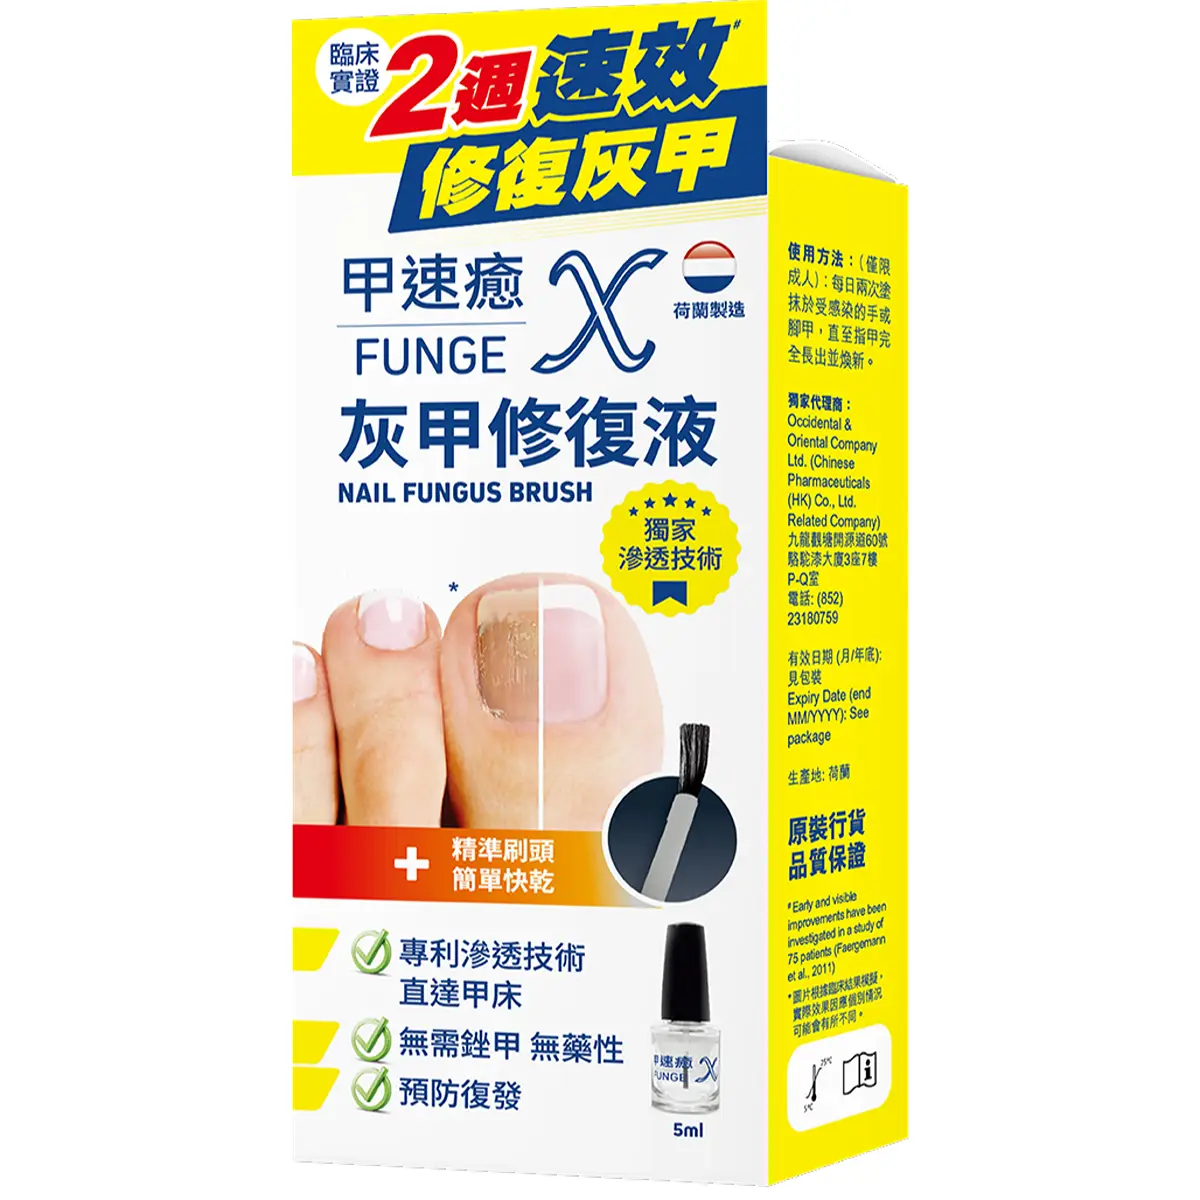 臨床
實證
2週速效#
修復灰甲
甲速癒
FUNGE X
荷蘭製造
灰甲修復液
NAIL FUNGUS BRUSH
獨家
滲透技術
*
+ 精準刷頭
簡單快乾
專利滲透技術
直達甲床
無需銼甲 無藥性
預防復發
甲速癒 X
FUNGE
5ml
使用方法：(僅限
成人)：每日兩次塗
抹於受感染的手或
腳甲，直至指甲完
全長出並煥新。
獨家代理商：
Occidental &
Oriental Company
Ltd. (Chinese
Pharmaceuticals
(HK) Co., Ltd.
Related Company)
九龍觀塘開源道60號
駱駝漆大廈3座7樓
P-Q室
電話: (852)
23180759
有效日期 (月/年底):
見包裝
Expiry Date (end
MM/YYYY): See
package
生產地: 荷蘭
原裝行貨
品質保證
#Early and visible
improvements have been
investigated in a study of
75 patients (Faergemann
et al., 2011)
*圖片根據臨床結果模擬，
實際效果因應個別情況
可能會有所不同。
25°C
5°C